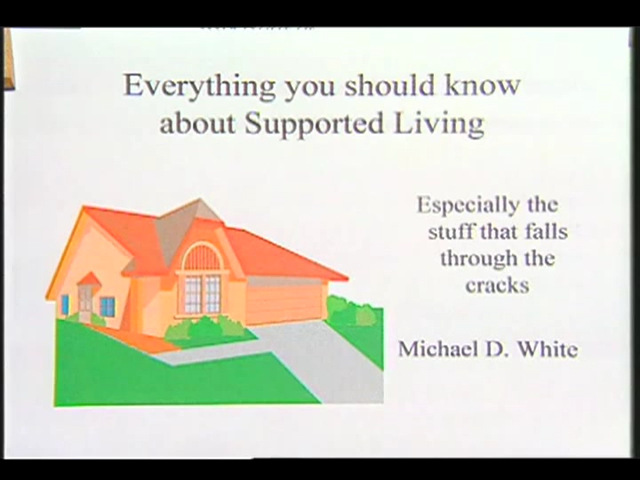 Everything you should know
about Supported Living
Especially the
stuff that falls
through the
cracks
Michael D. White